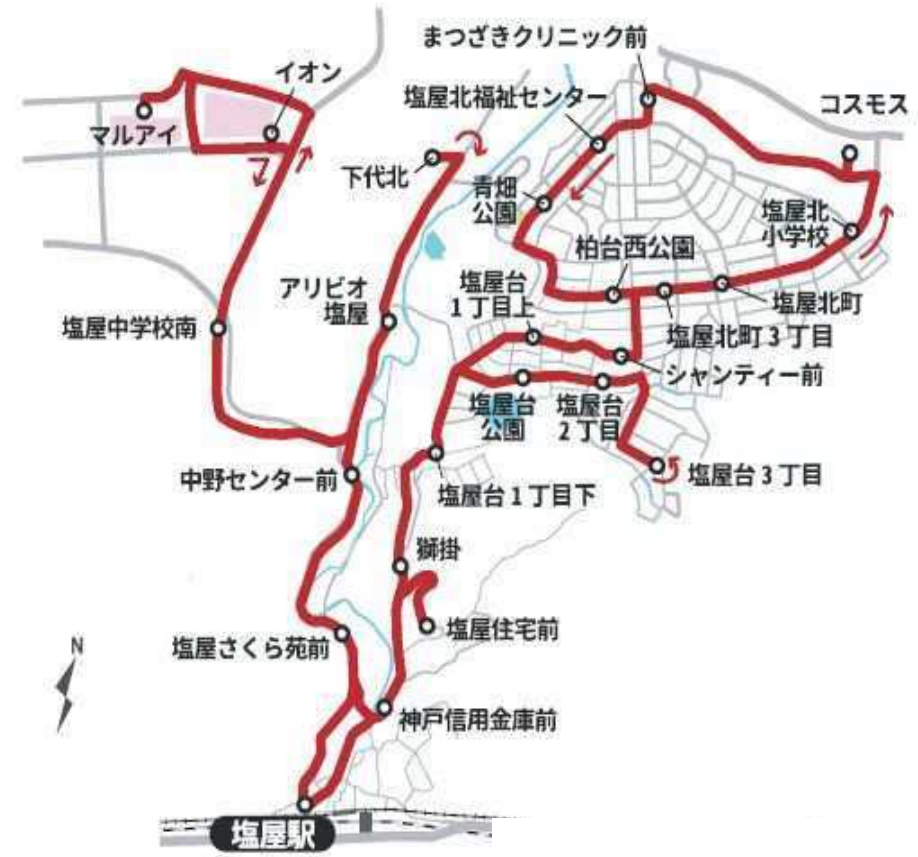 まつざきクリニック前
イオン
塩屋北福祉センター
コスモス
マルアイ
下代北
青畑
公園
塩屋北
小学校
柏台西公園
塩屋台
1丁目上
アリビオ
塩屋
塩屋北町
塩屋中学校南
塩屋北町3丁目
シャンティー前
塩屋台
公園
塩屋台
2丁目
中野センター前
塩屋台3丁目
塩屋台1丁目下
獅掛
塩屋住宅前
N
塩屋さくら苑前
神戸信用金庫前
塩屋駅